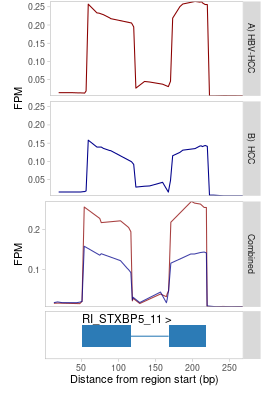 0.25
0.20
0.15
0.10
0.05
FPM
A) HBV-HCC
0.25
0.20
0.15
0.10
0.05
B) HCC
FPM
0.2
0.1
Combined
RI_STXBP5_11 >
50
100
150
200
250
Distance from region start (bp)